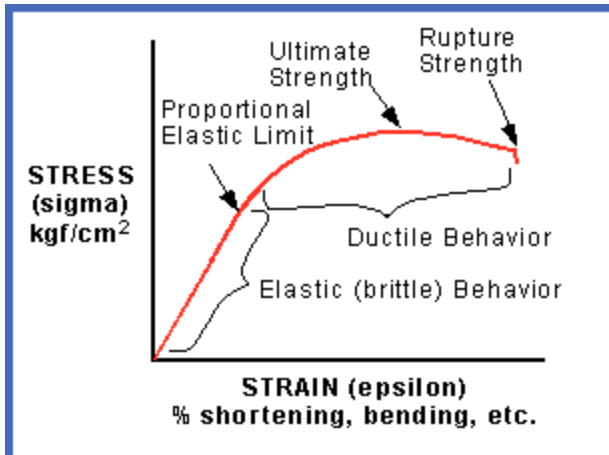 Ultimate
Strength
Rupture
Strength
Proportional
Elastic Limit
STRESS
(sigma)
kgf/cm²
Ductile Behavior
Elastic (brittle) Behavior
STRAIN (epsilon)
% shortening, bending, etc.